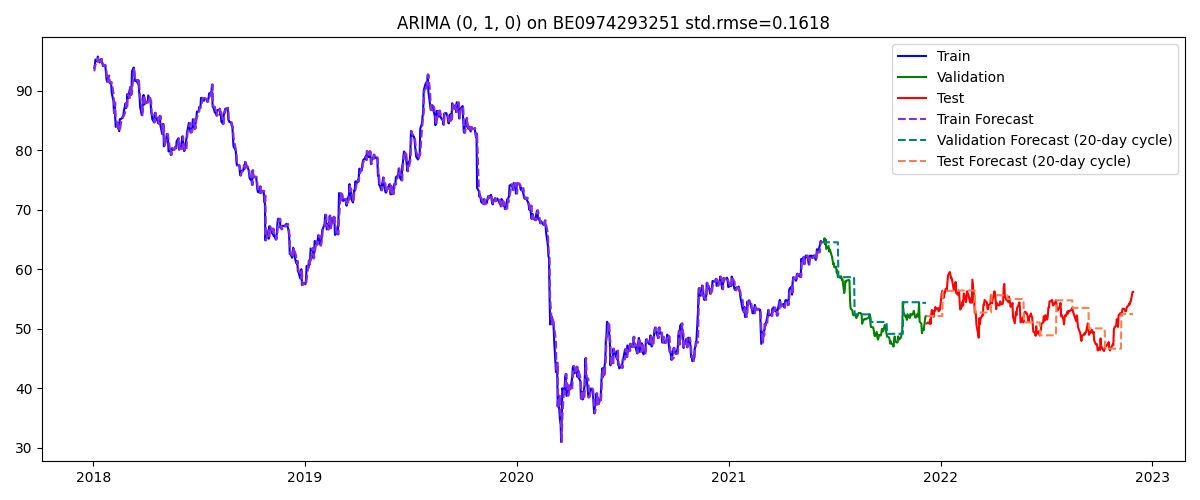 ARIMA (0, 1, 0) on BE0974293251 std.rmse=0.1618
Train
Validation
Test
Train Forecast
Validation Forecast (20-day cycle)
Test Forecast (20-day cycle)
90
80
70
60
50
40
30
2018
2019
2020
2021
2022
2023